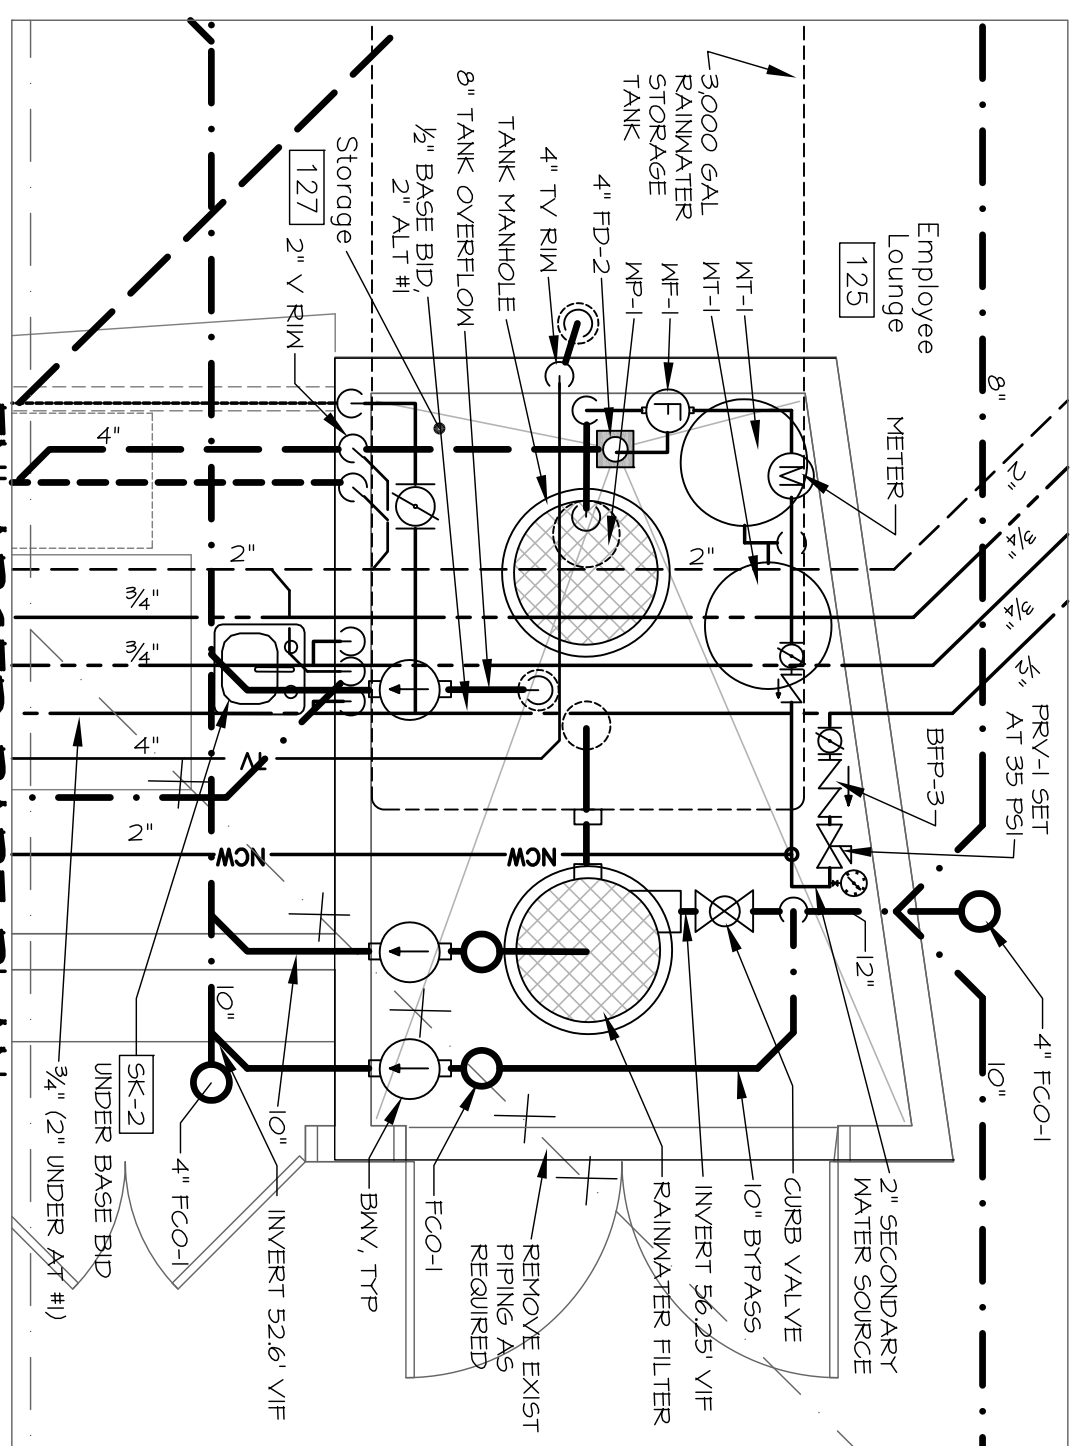 3,000 GAL
RAINWATER
STORAGE
TANK
Employee
Lounge
125
8"
WT-1
WT-1
WF-1
WP-1
4" FD-2
4" TV RIW
TANK MANHOLE
8" TANK OVERFLOW
½" BASE BID,
2" ALT #1
Storage
127
2" V RIW
METER
2"
¾"
¾"
½"
F
M
4"
2"
2"
¾"
¾"
4"
2"
TV
NCW
NCW
PRV-1 SET
AT 35 PSI
BFP-3
12"
10"
4" FCO-1
10"
10"
2" SECONDARY
WATER SOURCE
CURB VALVE
10" BYPASS
INVERT 56.25' VIF
RAINWATER FILTER
REMOVE EXIST
PIPING AS
REQUIRED
FCO-1
BWV, TYP
INVERT 52.6' VIF
4" FCO-1
SK-2
UNDER BASE BID
¾" (2" UNDER ALT #1)